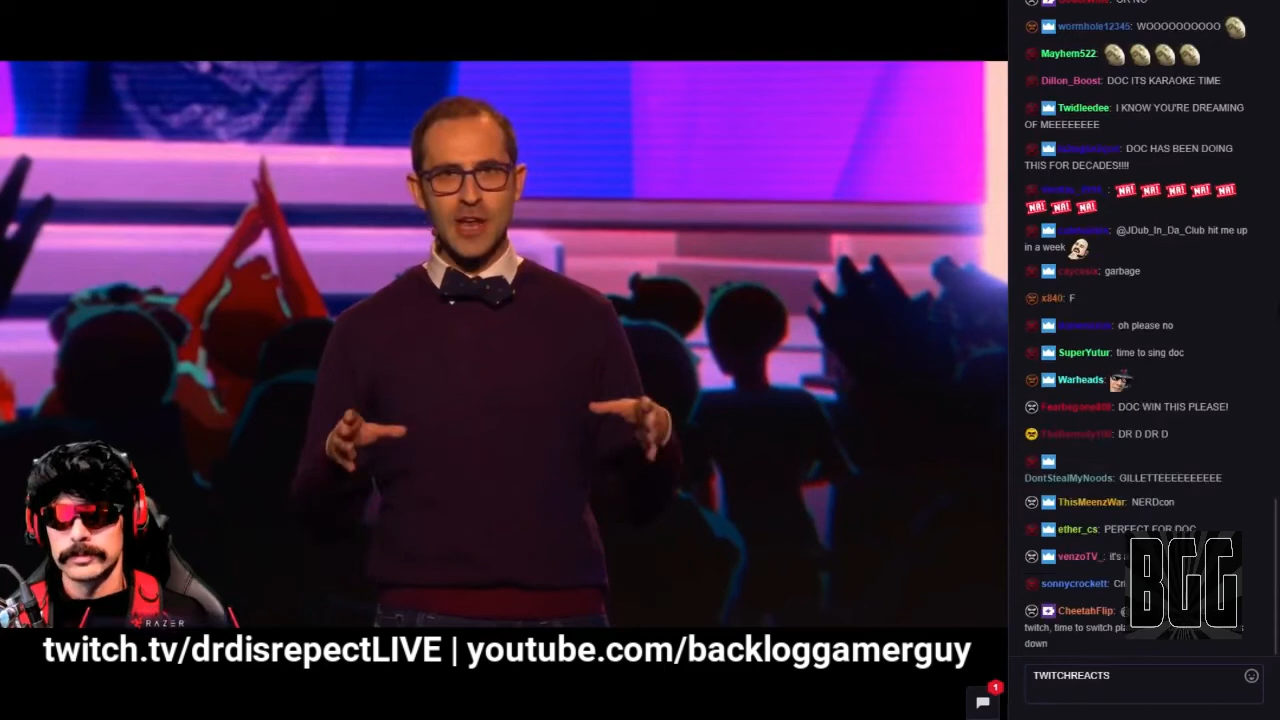 wormhole12345: WOOOOOOOOOO
Mayhem522:
Dillon_Boost: DOC ITS KARAOKE TIME
Twidleedee: I KNOW YOU'RE DREAMING
OF MEEEEEEEE
DOC HAS BEEN DOING
THIS FOR DECADES!!!!
NA! NA! NA! NA! NA!
NA! NA! NA!
: @JDub_In_Da_Club hit me up
in a week
: garbage
x840: F
: oh please no
SuperYutur: time to sing doc
Warheads:
DOC WIN THIS PLEASE!
: DR D DR D
DontStealMyNoods: GILLETTEEEEEEEEEE
ThisMeenzWar: NERDcon
ether_cs: PERFECT FOR DOC
venzoTV_: it's
sonnycrockett:
CheetahFlip: @
twitch, time to switch
down
BGG
RAZER
twitch.tv/drdisrepectLIVE | youtube.com/backloggamerguy
1
TWITCHREACTS